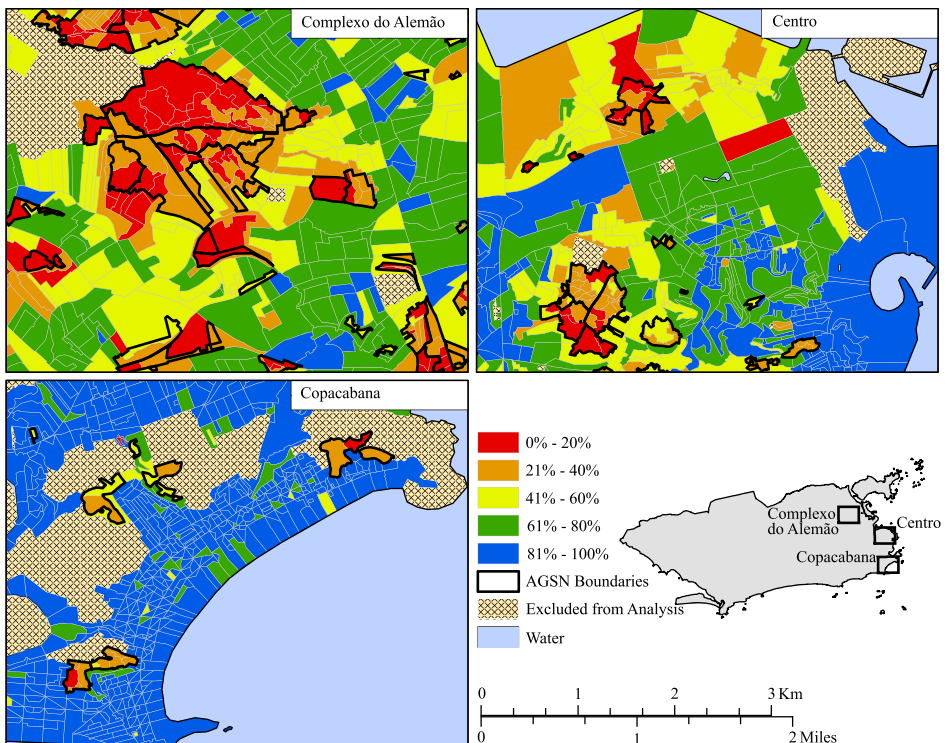 Complexo do Alemão
Centro
Copacabana
0% - 20%
21% - 40%
41% - 60%
61% - 80%
81% - 100%
AGSN Boundaries
Excluded from Analysis
Water
Complexo
do Alemão
Centro
Copacabana
0 1 2 3 Km
0 1 2 Miles